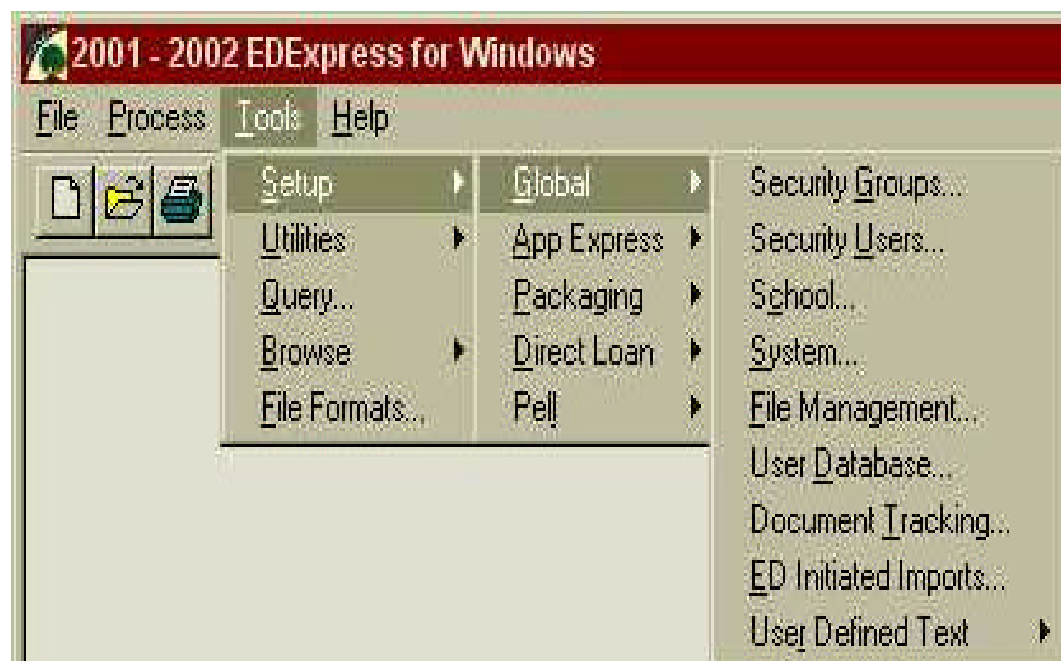 2001 - 2002 EDExpress for Windows
File Process Tools Help
Setup
Utilities
Query...
Browse
File Formats...
Global
App Express
Packaging
Direct Loan
Pell
Security Groups...
Security Users...
School...
System...
File Management...
User Database...
Document Tracking...
ED Initiated Imports...
User Defined Text